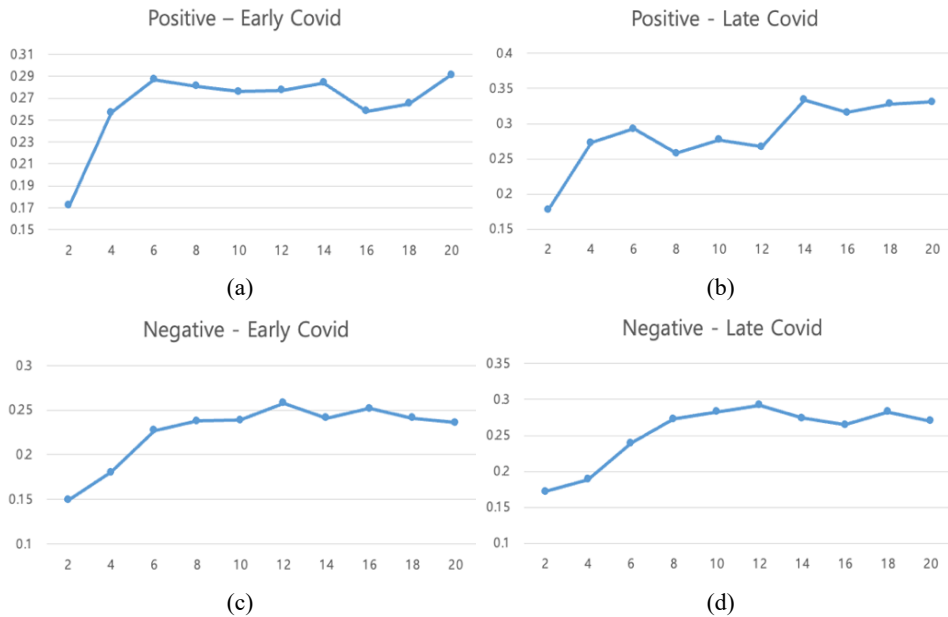 Positive – Early Covid
0.31
0.29
0.27
0.25
0.23
0.21
0.19
0.17
0.15
2 4 6 8 10 12 14 16 18 20
(a)
Positive - Late Covid
0.4
0.35
0.3
0.25
0.2
0.15
2 4 6 8 10 12 14 16 18 20
(b)
Negative - Early Covid
0.3
0.25
0.2
0.15
0.1
2 4 6 8 10 12 14 16 18 20
(c)
Negative - Late Covid
0.35
0.3
0.25
0.2
0.15
0.1
2 4 6 8 10 12 14 16 18 20
(d)